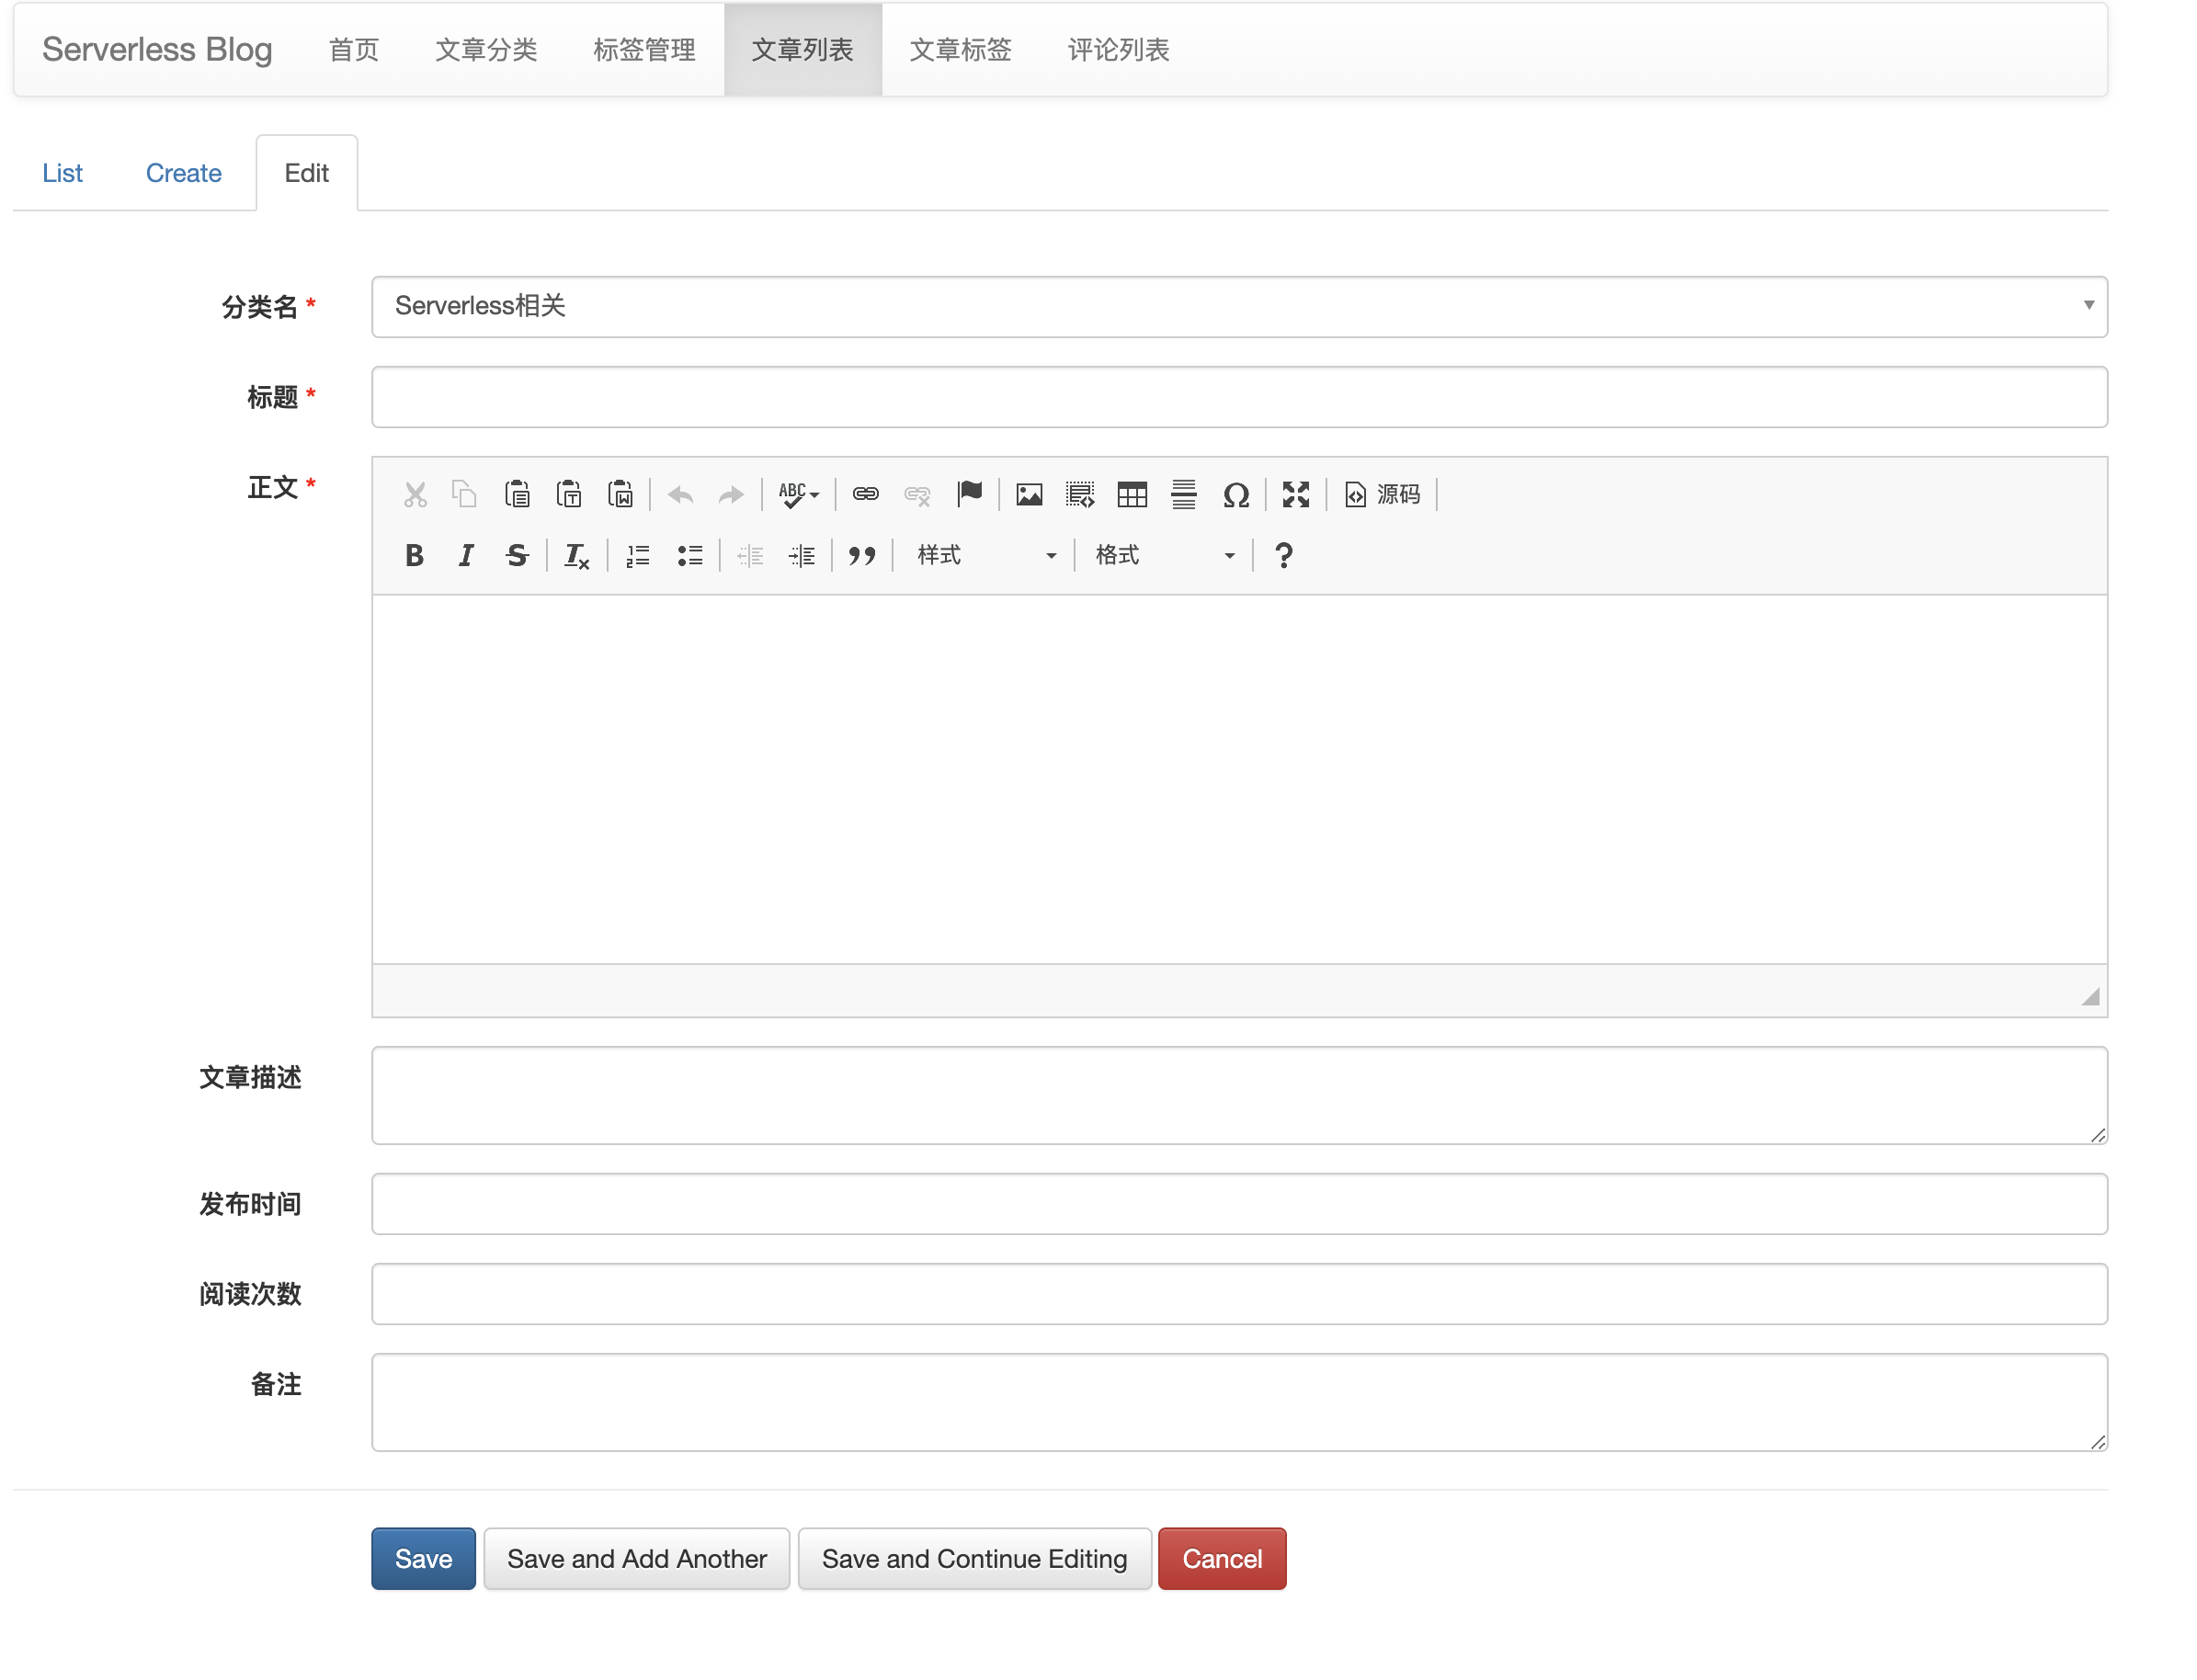 Serverless Blog 首页 文章分类 标签管理 文章列表 文章标签 评论列表
List Create Edit
分类名 * Serverless相关
标题 *
正文 *
ABC 源码
B I S 样式 格式 ?
文章描述
发布时间
阅读次数
备注
Save Save and Add Another Save and Continue Editing Cancel